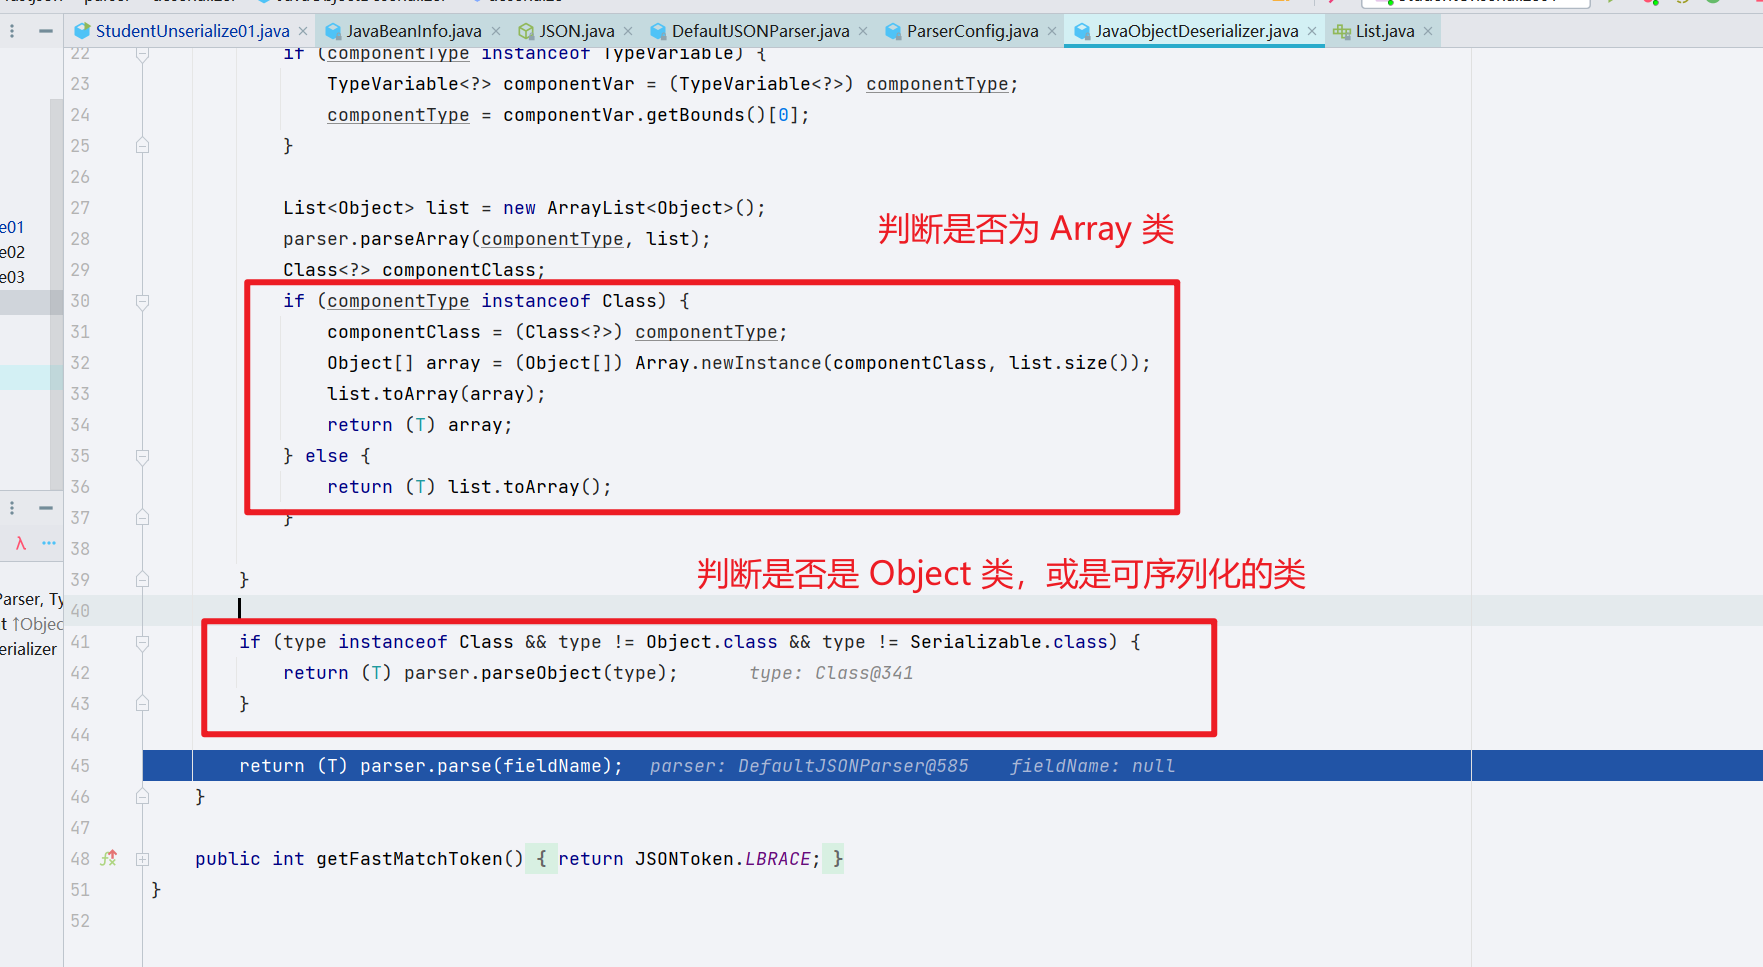 StudentUnserialize01.java
JavaBeanInfo.java
JSON.java
DefaultJSONParser.java
ParserConfig.java
JavaObjectDeserializer.java
List.java
22 if (componentType instanceof TypeVariable) {
23 TypeVariable<?> componentVar = (TypeVariable<?>) componentType;
24 componentType = componentVar.getBounds()[0];
25 }
26
27 List<Object> list = new ArrayList<Object>();
判断是否为 Array 类
28 parser.parseArray(componentType, list);
29 Class<?> componentClass;
30 if (componentType instanceof Class) {
31 componentClass = (Class<?>) componentType;
32 Object[] array = (Object[]) Array.newInstance(componentClass, list.size());
33 list.toArray(array);
34 return (T) array;
35 } else {
36 return (T) list.toArray();
37 }
38
判断是否是 Object 类，或是可序列化的类
39 }
40
41 if (type instanceof Class && type != Object.class && type != Serializable.class) {
42 return (T) parser.parseObject(type); type: Class@341
43 }
44
45 return (T) parser.parse(fieldName); parser: DefaultJSONParser@585 fieldName: null
46 }
47
48 public int getFastMatchToken() { return JSONToken.LBRACE; }
51 }
52
e01
e02
e03
Parser, Ty
t ↑Objec
erializer